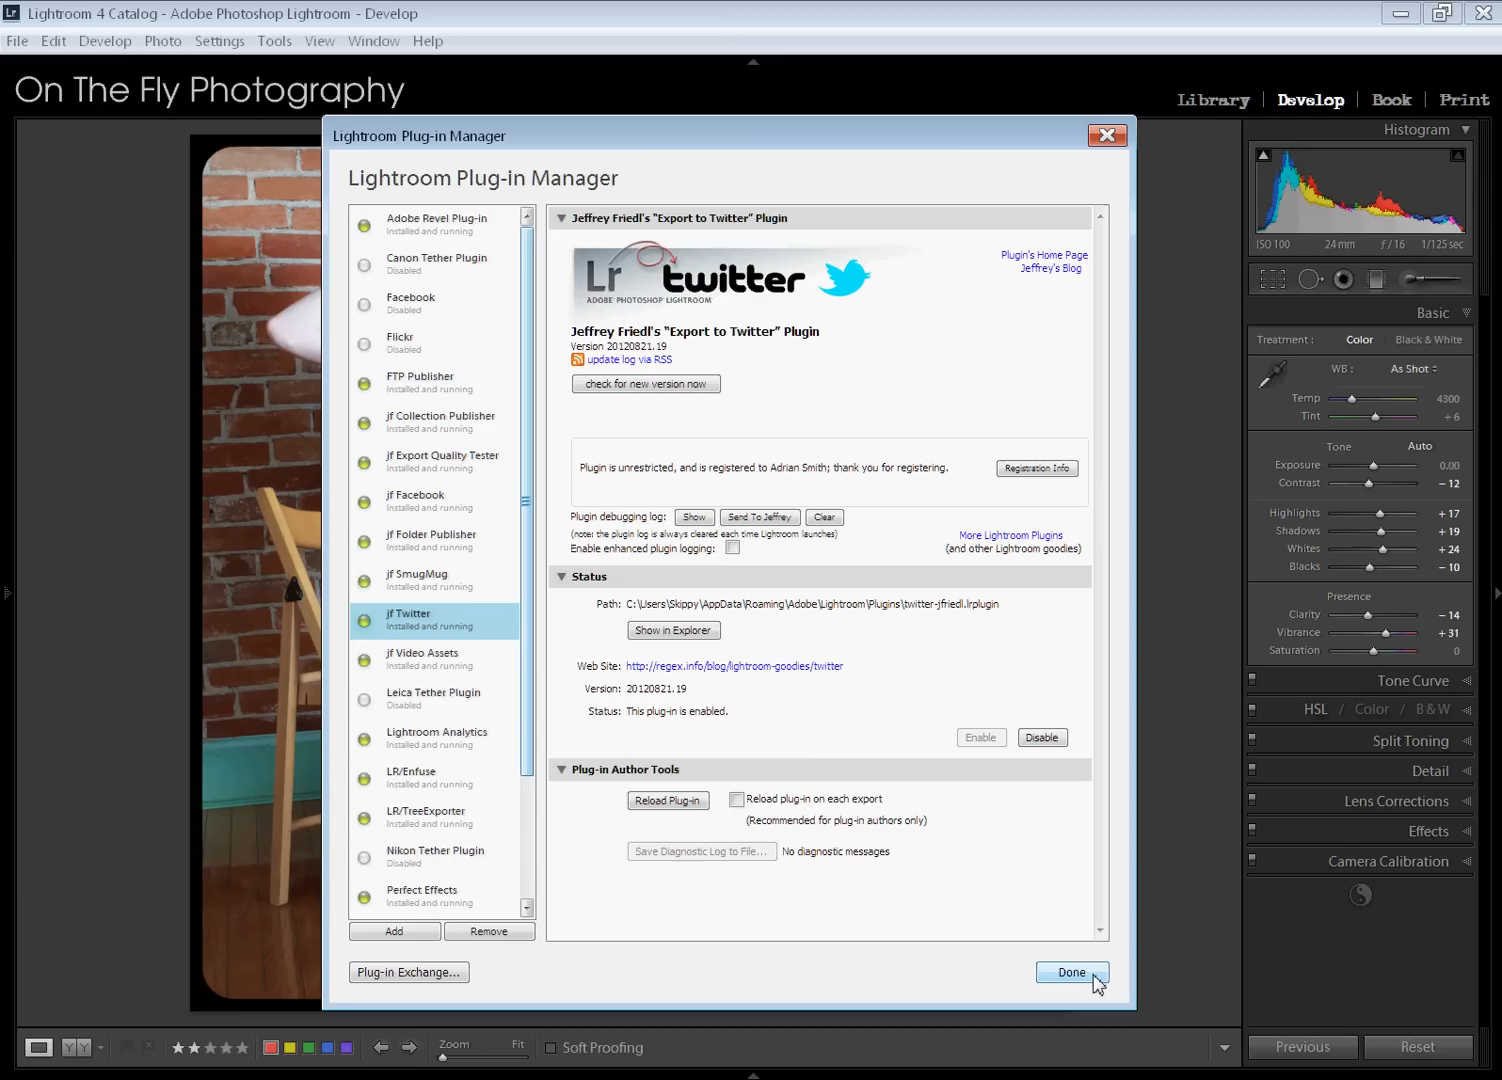 Lightroom 4 Catalog - Adobe Photoshop Lightroom - Develop
File Edit Develop Photo Settings Tools View Window Help
On The Fly Photography
Library | Develop | Book | Print
Lightroom Plug-in Manager
Lightroom Plug-in Manager
Adobe Revel Plug-in
Installed and running
Canon Tether Plugin
Disabled
Facebook
Disabled
Flickr
Disabled
FTP Publisher
Installed and running
jf Collection Publisher
Installed and running
jf Export Quality Tester
Installed and running
jf Facebook
Installed and running
jf Folder Publisher
Installed and running
jf SmugMug
Installed and running
jf Twitter
Installed and running
jf Video Assets
Installed and running
Leica Tether Plugin
Disabled
Lightroom Analytics
Installed and running
LR/Enfuse
Installed and running
LR/TreeExporter
Installed and running
Nikon Tether Plugin
Disabled
Perfect Effects
Installed and running
Add Remove
Plug-in Exchange...
Jeffrey Friedl's “Export to Twitter” Plugin
Lr twitter
ADOBE PHOTOSHOP LIGHTROOM
Plugin's Home Page
Jeffrey's Blog
Jeffrey Friedl's “Export to Twitter” Plugin
Version 20120821.19
update log via RSS
check for new version now
Plugin is unrestricted, and is registered to Adrian Smith; thank you for registering. Registration Info
Plugin debugging log: Show Send To Jeffrey Clear
(note: the plugin log is always cleared each time Lightroom launches)
Enable enhanced plugin logging:
More Lightroom Plugins
(and other Lightroom goodies)
Status
Path: C:\Users\Skippy\AppData\Roaming\Adobe\Lightroom\Plugins\twitter-jfriedl.lrplugin
Show in Explorer
Web Site: http://regex.info/blog/lightroom-goodies/twitter
Version: 20120821.19
Status: This plug-in is enabled.
Enable Disable
Plug-in Author Tools
Reload Plug-in Reload plug-in on each export
(Recommended for plug-in authors only)
Save Diagnostic Log to File... No diagnostic messages
Done
Histogram
ISO 100 24 mm ƒ / 16 1/125 sec
Basic
Treatment : Color Black & White
WB : As Shot
Temp 4300
Tint + 6
Tone Auto
Exposure 0.00
Contrast – 12
Highlights + 17
Shadows + 19
Whites + 24
Blacks – 10
Presence
Clarity – 14
Vibrance + 31
Saturation 0
Tone Curve
HSL / Color / B & W
Split Toning
Detail
Lens Corrections
Effects
Camera Calibration
YY Zoom Fit Soft Proofing
Previous Reset